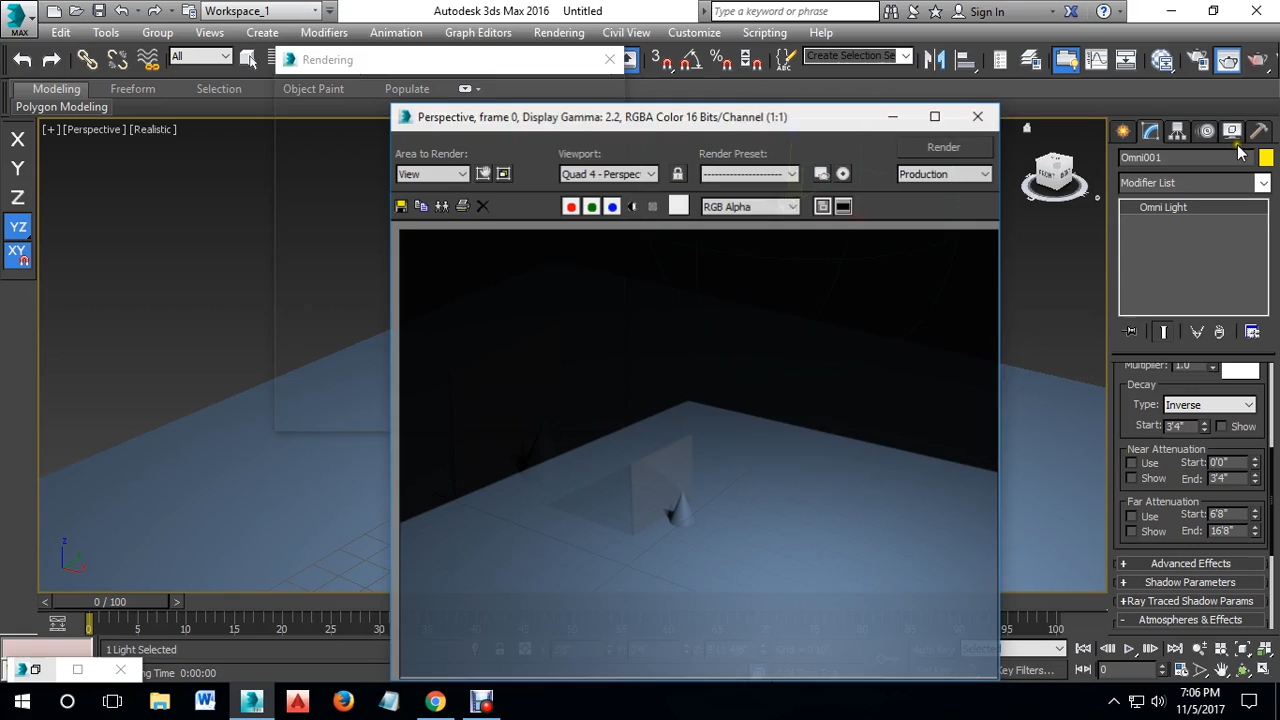 Workspace_1
Autodesk 3ds Max 2016 Untitled
Type a keyword or phrase
Sign In
MAX
Edit Tools Group Views Create Modifiers Animation Graph Editors Rendering Civil View Customize Scripting Help
All
Create Selection Se
Rendering
Modeling Freeform Selection Object Paint Populate
Polygon Modeling
[+] [Perspective] [Realistic]
Perspective, frame 0, Display Gamma: 2.2, RGBA Color 16 Bits/Channel (1:1)
Area to Render: Viewport: Render Preset: Render
View Quad 4 - Perspec Production
RGB Alpha
X
Y
Z
YZ
XY
Omni001
Modifier List
Omni Light
Multiplier: 1.0
Decay
Type: Inverse
Start: 3'4" Show
Near Attenuation
Use Start: 0'0"
Show End: 3'4"
Far Attenuation
Use Start: 6'8"
Show End: 16'8"
+ Advanced Effects
+ Shadow Parameters
+ Ray Traced Shadow Params
- Atmospheres & Effects
z
0 / 100
0 5 10 15 20 25 30 95 100
1 Light Selected
Selected
ing Time 0:00:00
Key Filters...
0
7:06 PM
11/5/2017